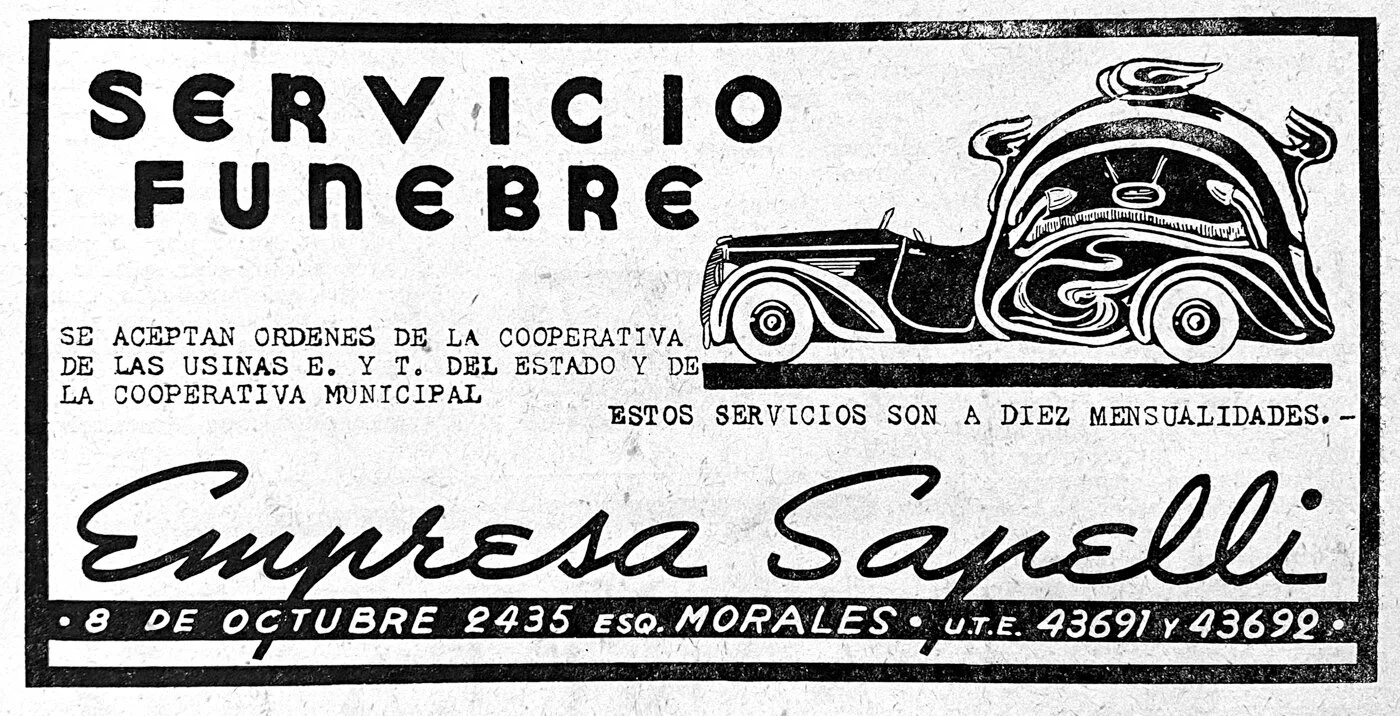 SERVICIO
FUNEBRE
SE ACEPTAN ORDENES DE LA COOPERATIVA
DE LAS USINAS E. Y T. DEL ESTADO Y DE
LA COOPERATIVA MUNICIPAL
ESTOS SERVICIOS SON A DIEZ MENSUALIDADES.-
Empresa Sapelli
• 8 DE OCTUBRE 2435 ESQ. MORALES • U.T.E. 43691 Y 43692 •